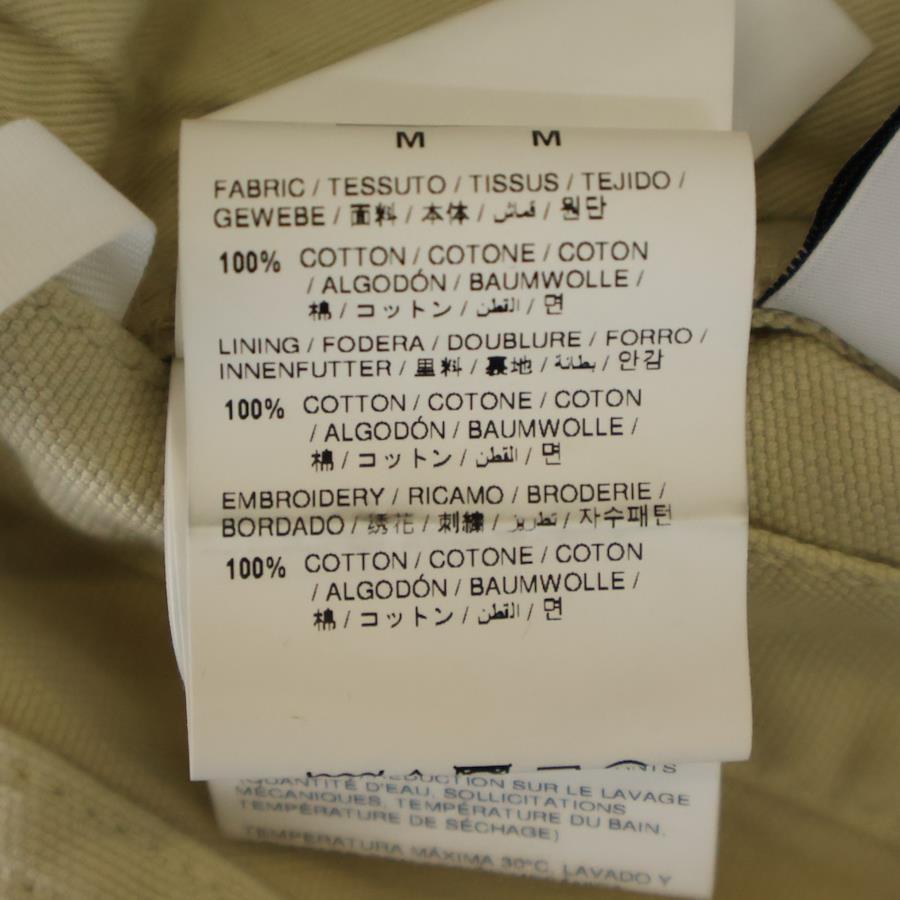 M M
FABRIC / TESSUTO / TISSUS / TEJIDO /
GEWEBE / 面料 / 本体 / قماش / 원단
100% COTTON / COTONE / COTON
/ ALGODÓN / BAUMWOLLE /
棉 / コットン / القطن / 면
LINING / FODERA / DOUBLURE / FORRO /
INNENFUTTER / 里料 / 裏地 / بطانة / 안감
100% COTTON / COTONE / COTON
/ ALGODÓN / BAUMWOLLE /
棉 / コットン / القطن / 면
EMBROIDERY / RICAMO / BRODERIE /
BORDADO / 绣花 / 刺繍 / تطريز / 자수패턴
100% COTTON / COTONE / COTON
/ ALGODÓN / BAUMWOLLE /
棉 / コットン / القطن / 면
SUR LE LAVAGE
(QUANTITÉ D'EAU, SOLLICITATIONS
MÉCANIQUES, TEMPÉRATURE DU BAIN,
TEMPÉRATURE DE SÉCHAGE)
TEMPERATURA MÁXIMA 30°C, LAVADO Y